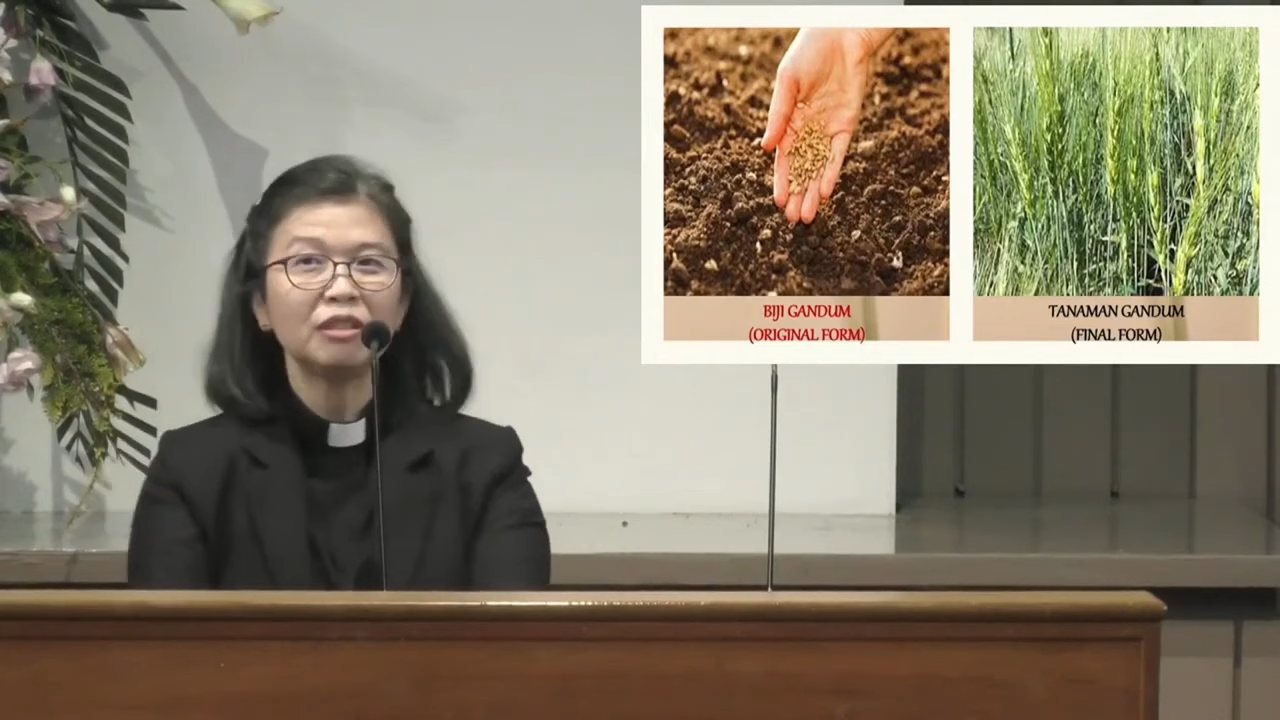 BIJI GANDUM
(ORIGINAL FORM)
TANAMAN GANDUM
(FINAL FORM)